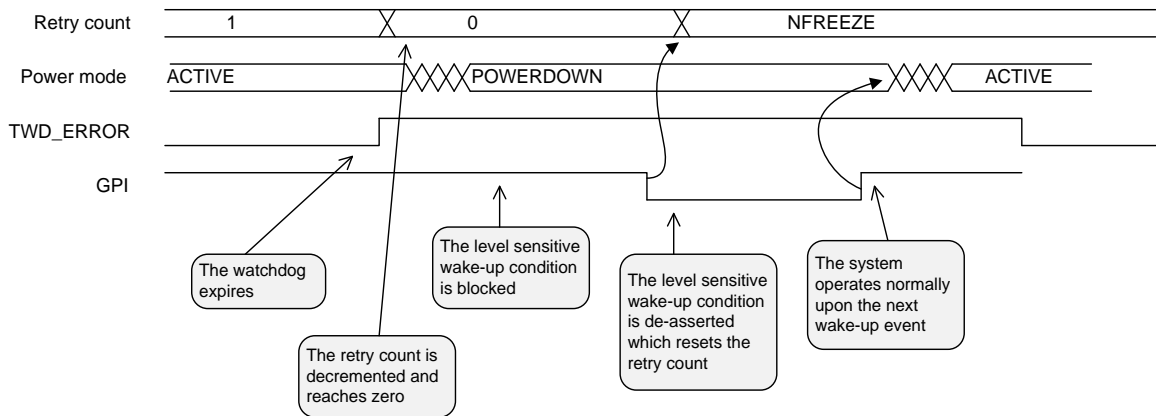 Retry count 1 0 NFREEZE
Power mode ACTIVE POWERDOWN ACTIVE
TWD_ERROR
GPI
The watchdog
expires
The retry count is
decremented and
reaches zero
The level sensitive
wake-up condition
is blocked
The level sensitive
wake-up condition
is de-asserted
which resets the
retry count
The system
operates normally
upon the next
wake-up event